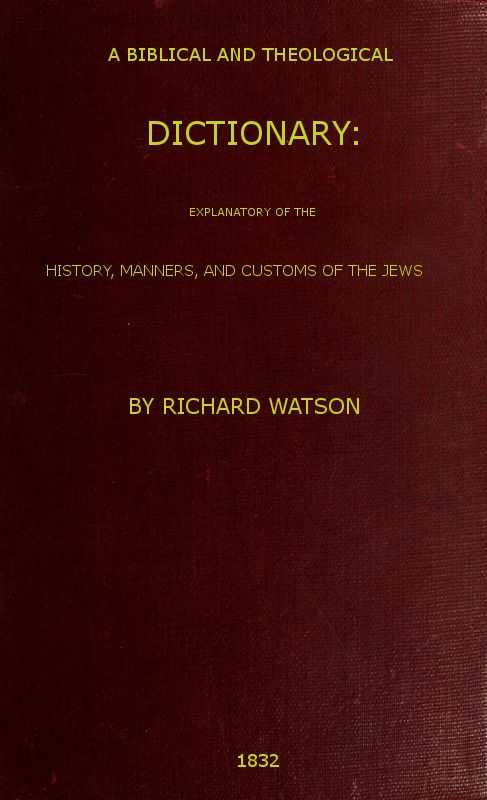 A BIBLICAL AND THEOLOGICAL
DICTIONARY:
EXPLANATORY OF THE
HISTORY, MANNERS, AND CUSTOMS OF THE JEWS
BY RICHARD WATSON
1832